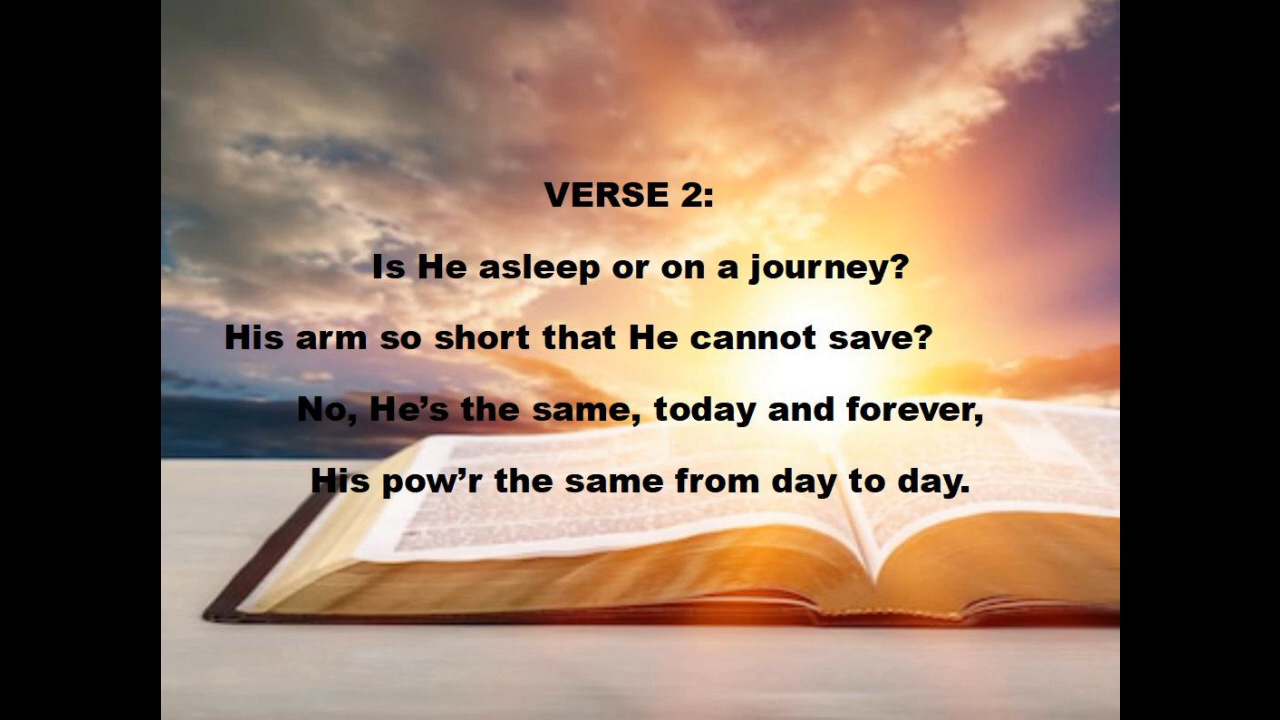 VERSE 2:
Is He asleep or on a journey?
His arm so short that He cannot save?
No, He’s the same, today and forever,
His pow’r the same from day to day.